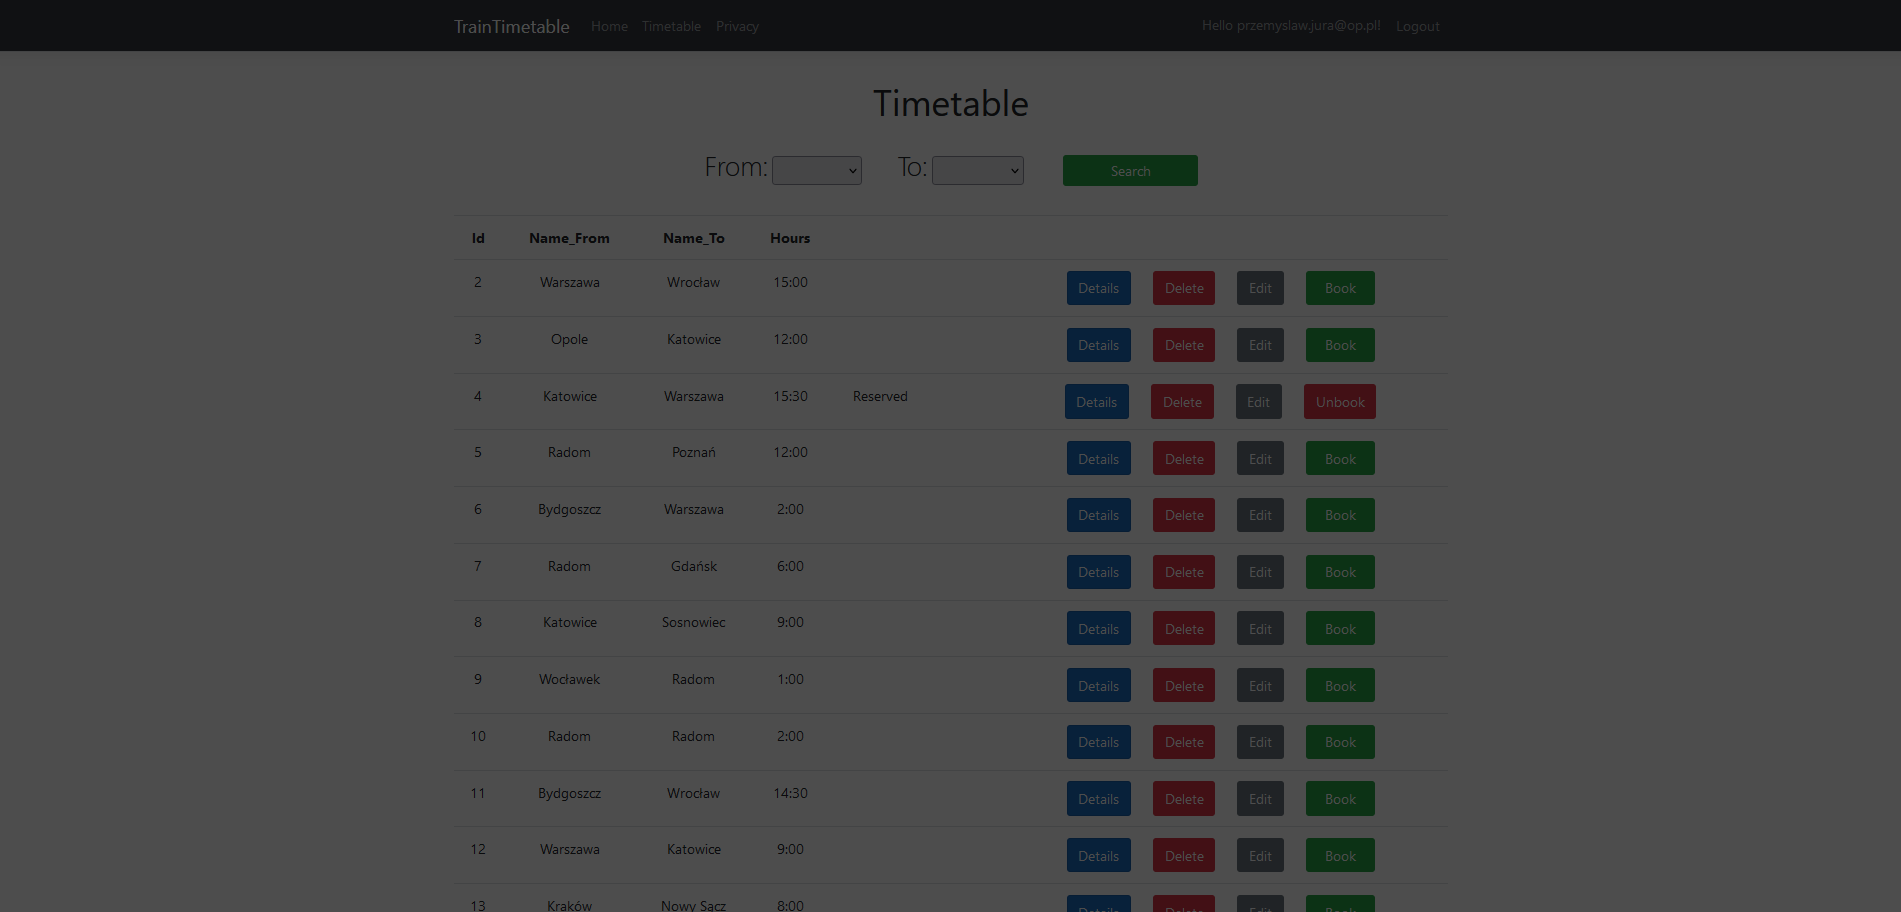 TrainTimetable Home Timetable Privacy Hello przemyslaw.jura@op.pl! Logout
Timetable
From: To: Search
Id Name_From Name_To Hours
2 Warszawa Wrocław 15:00 Details Delete Edit Book
3 Opole Katowice 12:00 Details Delete Edit Book
4 Katowice Warszawa 15:30 Reserved Details Delete Edit Unbook
5 Radom Poznań 12:00 Details Delete Edit Book
6 Bydgoszcz Warszawa 2:00 Details Delete Edit Book
7 Radom Gdańsk 6:00 Details Delete Edit Book
8 Katowice Sosnowiec 9:00 Details Delete Edit Book
9 Wocławek Radom 1:00 Details Delete Edit Book
10 Radom Radom 2:00 Details Delete Edit Book
11 Bydgoszcz Wrocław 14:30 Details Delete Edit Book
12 Warszawa Katowice 9:00 Details Delete Edit Book
13 Kraków Nowy Sącz 8:00 Details Delete Edit Book